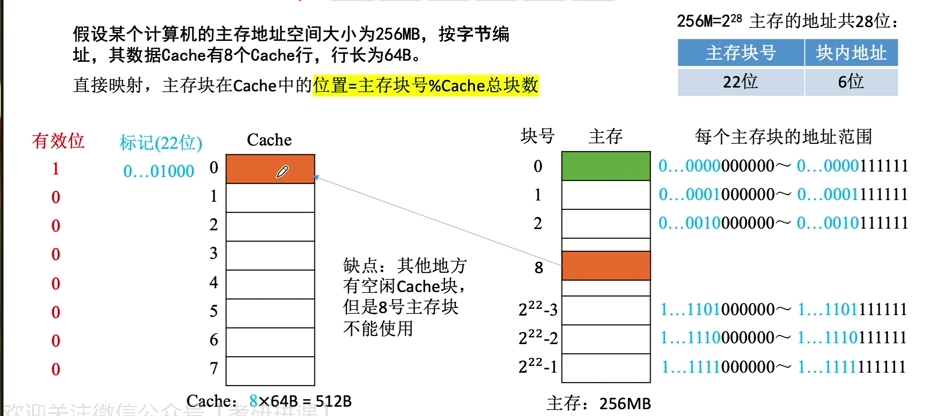 假设某个计算机的主存地址空间大小为256MB，按字节编
址，其数据Cache有8个Cache行，行长为64B。
直接映射，主存块在Cache中的位置=主存块号%Cache总块数
256M=2²⁸ 主存的地址共28位：
主存块号 块内地址
22位 6位
有效位 标记(22位) Cache
1 0…01000 0
0 1
0 2
0 3
0 4
0 5
0 6
0 7
Cache：8×64B = 512B
缺点：其他地方
有空闲Cache块，
但是8号主存块
不能使用
块号 主存 每个主存块的地址范围
0 0…0000000000～ 0…0000111111
1 0…0001000000～ 0…0001111111
2 0…0010000000～ 0…0010111111
8
2²²-3 1…1101000000～ 1…1101111111
2²²-2 1…1110000000～ 1…1110111111
2²²-1 1…1111000000～ 1…1111111111
主存：256MB
欢迎关注微信公众号